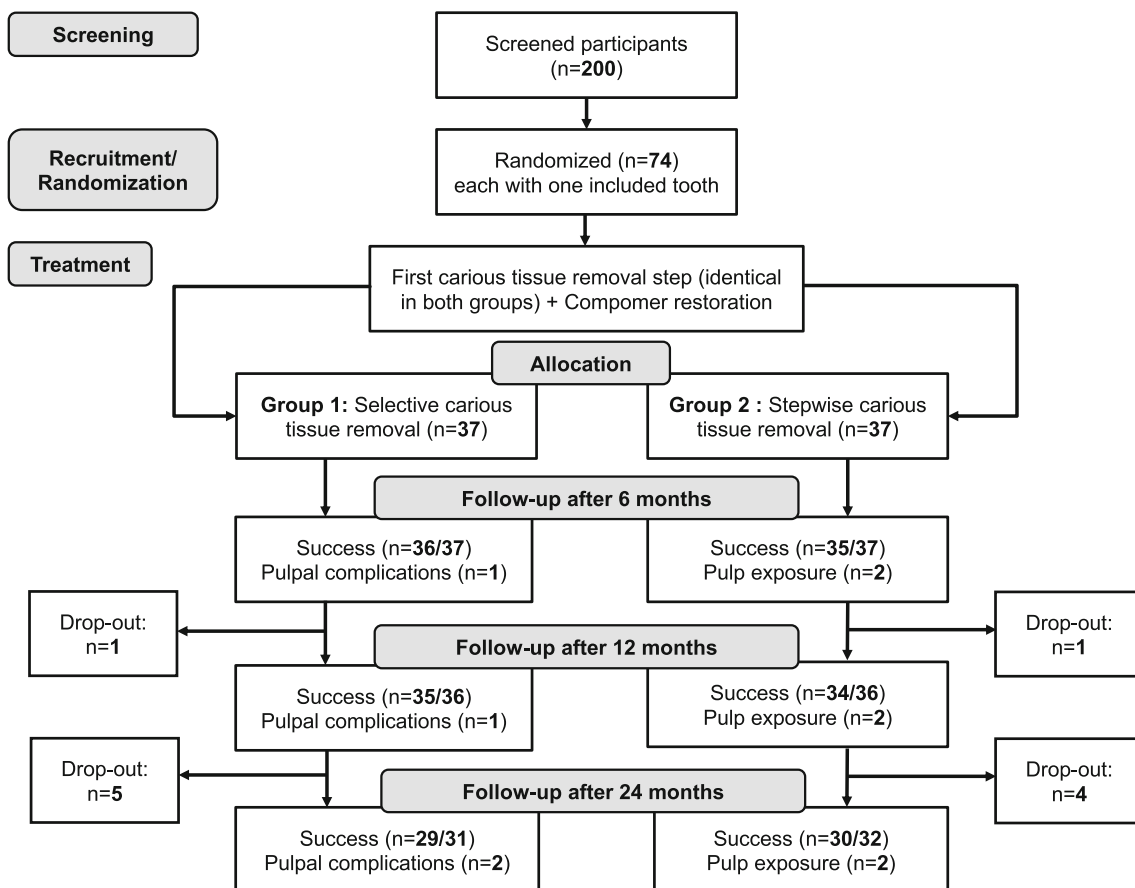 Screening
Screened participants
(n=200)
Recruitment/
Randomization
Randomized (n=74)
each with one included tooth
Treatment
First carious tissue removal step (identical
in both groups) + Compomer restoration
Allocation
Group 1: Selective carious
tissue removal (n=37)
Group 2 : Stepwise carious
tissue removal (n=37)
Follow-up after 6 months
Success (n=36/37)
Pulpal complications (n=1)
Success (n=35/37)
Pulp exposure (n=2)
Drop-out:
n=1
Drop-out:
n=1
Follow-up after 12 months
Success (n=35/36)
Pulpal complications (n=1)
Success (n=34/36)
Pulp exposure (n=2)
Drop-out:
n=5
Drop-out:
n=4
Follow-up after 24 months
Success (n=29/31)
Pulpal complications (n=2)
Success (n=30/32)
Pulp exposure (n=2)